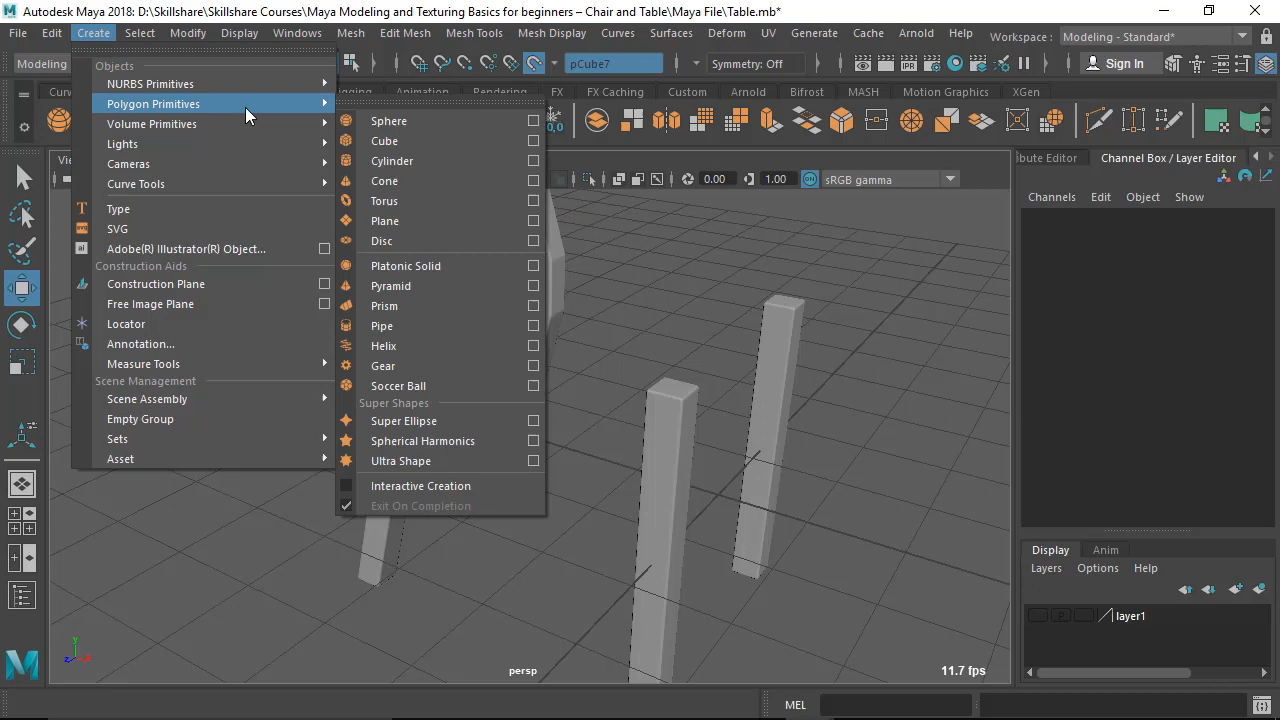 Autodesk Maya 2018: D:\Skillshare\Skillshare Courses\Maya Modeling and Texturing Basics for beginners – Chair and Table\Maya File\Table.mb*
File Edit Create Select Modify Display Windows Mesh Edit Mesh Mesh Tools Mesh Display Curves Surfaces Deform UV Generate Cache Arnold Help Workspace : Modeling - Standard*
Modeling pCube7 Symmetry: Off Sign In
Animation Rendering FX FX Caching Custom Arnold Bifrost MASH Motion Graphics XGen
Objects
NURBS Primitives
Polygon Primitives
Volume Primitives
Lights
Cameras
Curve Tools
Type
SVG
Adobe(R) Illustrator(R) Object...
Construction Aids
Construction Plane
Free Image Plane
Locator
Annotation...
Measure Tools
Scene Management
Scene Assembly
Empty Group
Sets
Asset
Sphere
Cube
Cylinder
Cone
Torus
Plane
Disc
Platonic Solid
Pyramid
Prism
Pipe
Helix
Gear
Soccer Ball
Super Shapes
Super Ellipse
Spherical Harmonics
Ultra Shape
Interactive Creation
Exit On Completion
0.00 1.00 ON sRGB gamma
ibute Editor Channel Box / Layer Editor
Channels Edit Object Show
Display Anim
Layers Options Help
P layer1
persp
11.7 fps
MEL